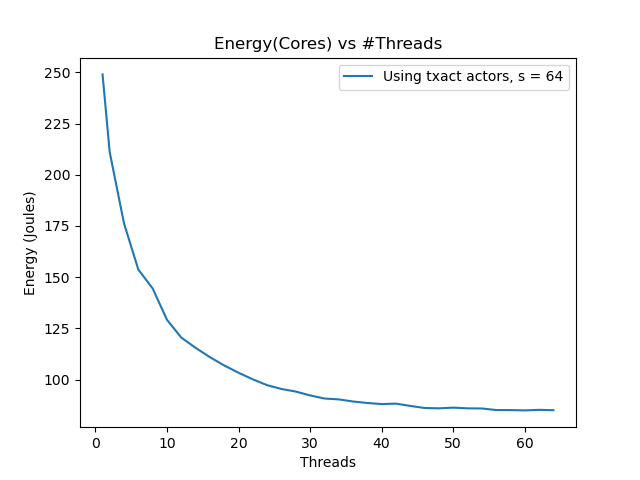 Energy(Cores) vs #Threads
Using txact actors, s = 64
Energy (Joules)
250
225
200
175
150
125
100
0 10 20 30 40 50 60
Threads